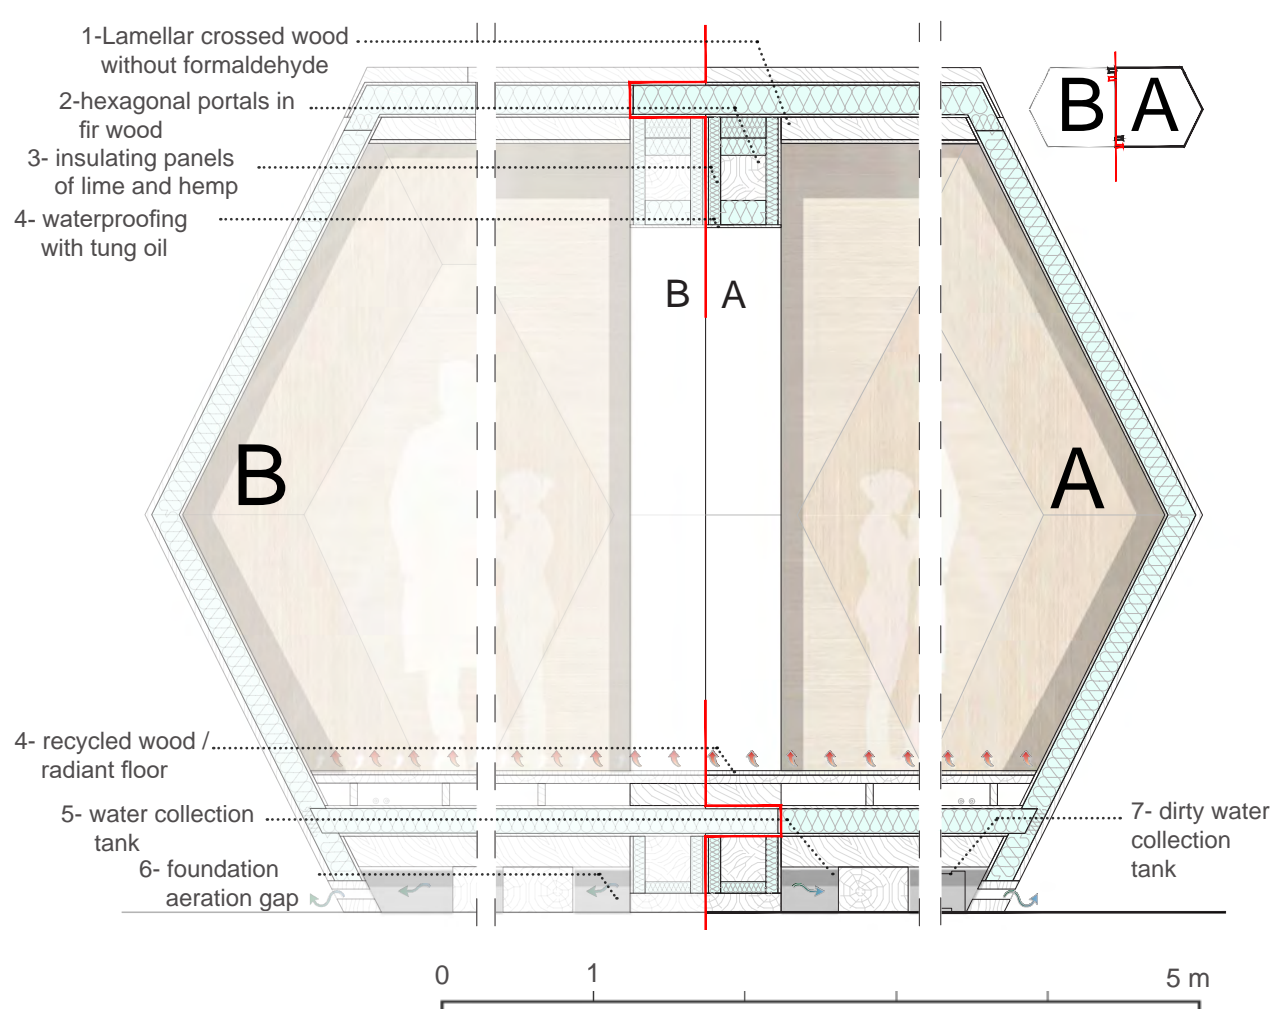 1-Lamellar crossed wood
without formaldehyde
2-hexagonal portals in
fir wood
3- insulating panels
of lime and hemp
4- waterproofing
with tung oil
B A
B A
B
A
4- recycled wood /
radiant floor
5- water collection
tank
6- foundation
aeration gap
7- dirty water
collection
tank
0 1 5 m